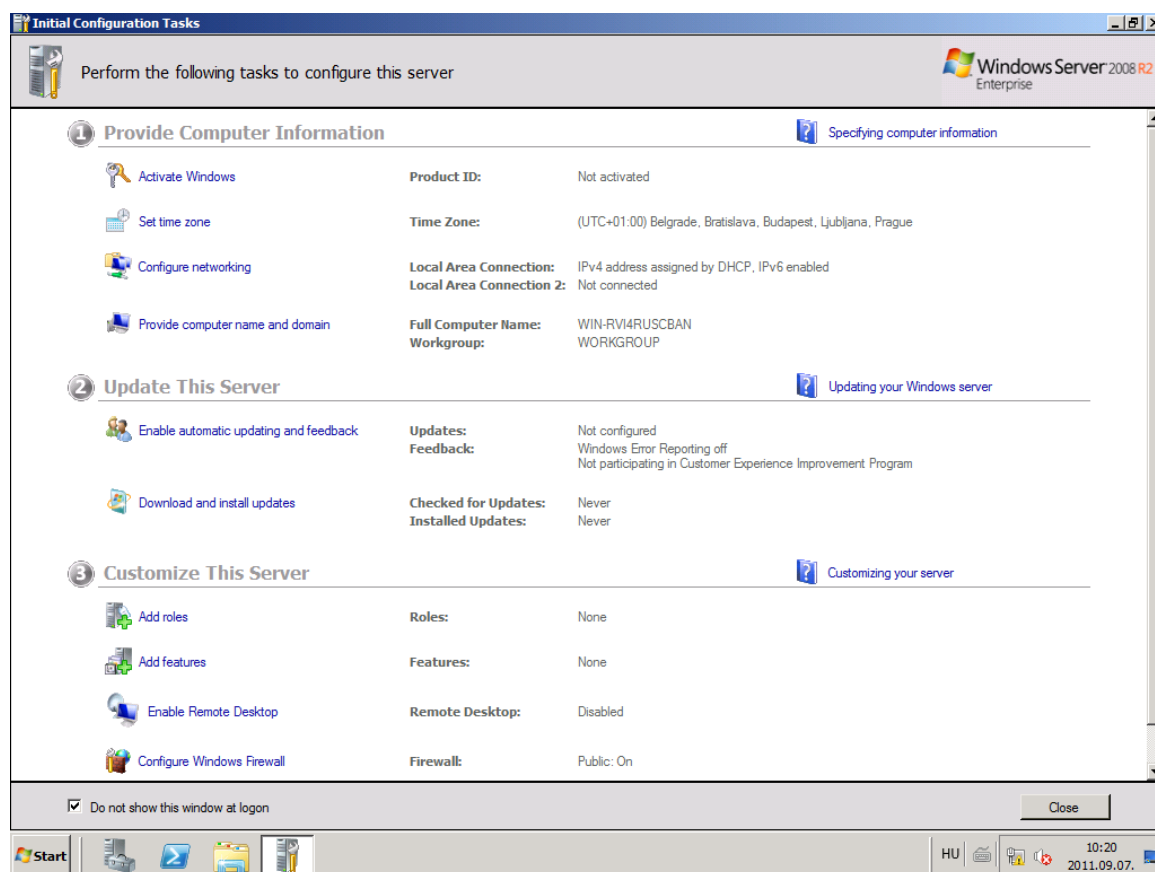 Initial Configuration Tasks
Perform the following tasks to configure this server
Windows Server 2008 R2
Enterprise
1 Provide Computer Information
Specifying computer information
Activate Windows Product ID: Not activated
Set time zone Time Zone: (UTC+01:00) Belgrade, Bratislava, Budapest, Ljubljana, Prague
Configure networking Local Area Connection: IPv4 address assigned by DHCP, IPv6 enabled
Local Area Connection 2: Not connected
Provide computer name and domain Full Computer Name: WIN-RVI4RUSCBAN
Workgroup: WORKGROUP
2 Update This Server
Updating your Windows server
Enable automatic updating and feedback Updates: Not configured
Feedback: Windows Error Reporting off
Not participating in Customer Experience Improvement Program
Download and install updates Checked for Updates: Never
Installed Updates: Never
3 Customize This Server
Customizing your server
Add roles Roles: None
Add features Features: None
Enable Remote Desktop Remote Desktop: Disabled
Configure Windows Firewall Firewall: Public: On
Do not show this window at logon
Close
Start
HU
10:20
2011.09.07.